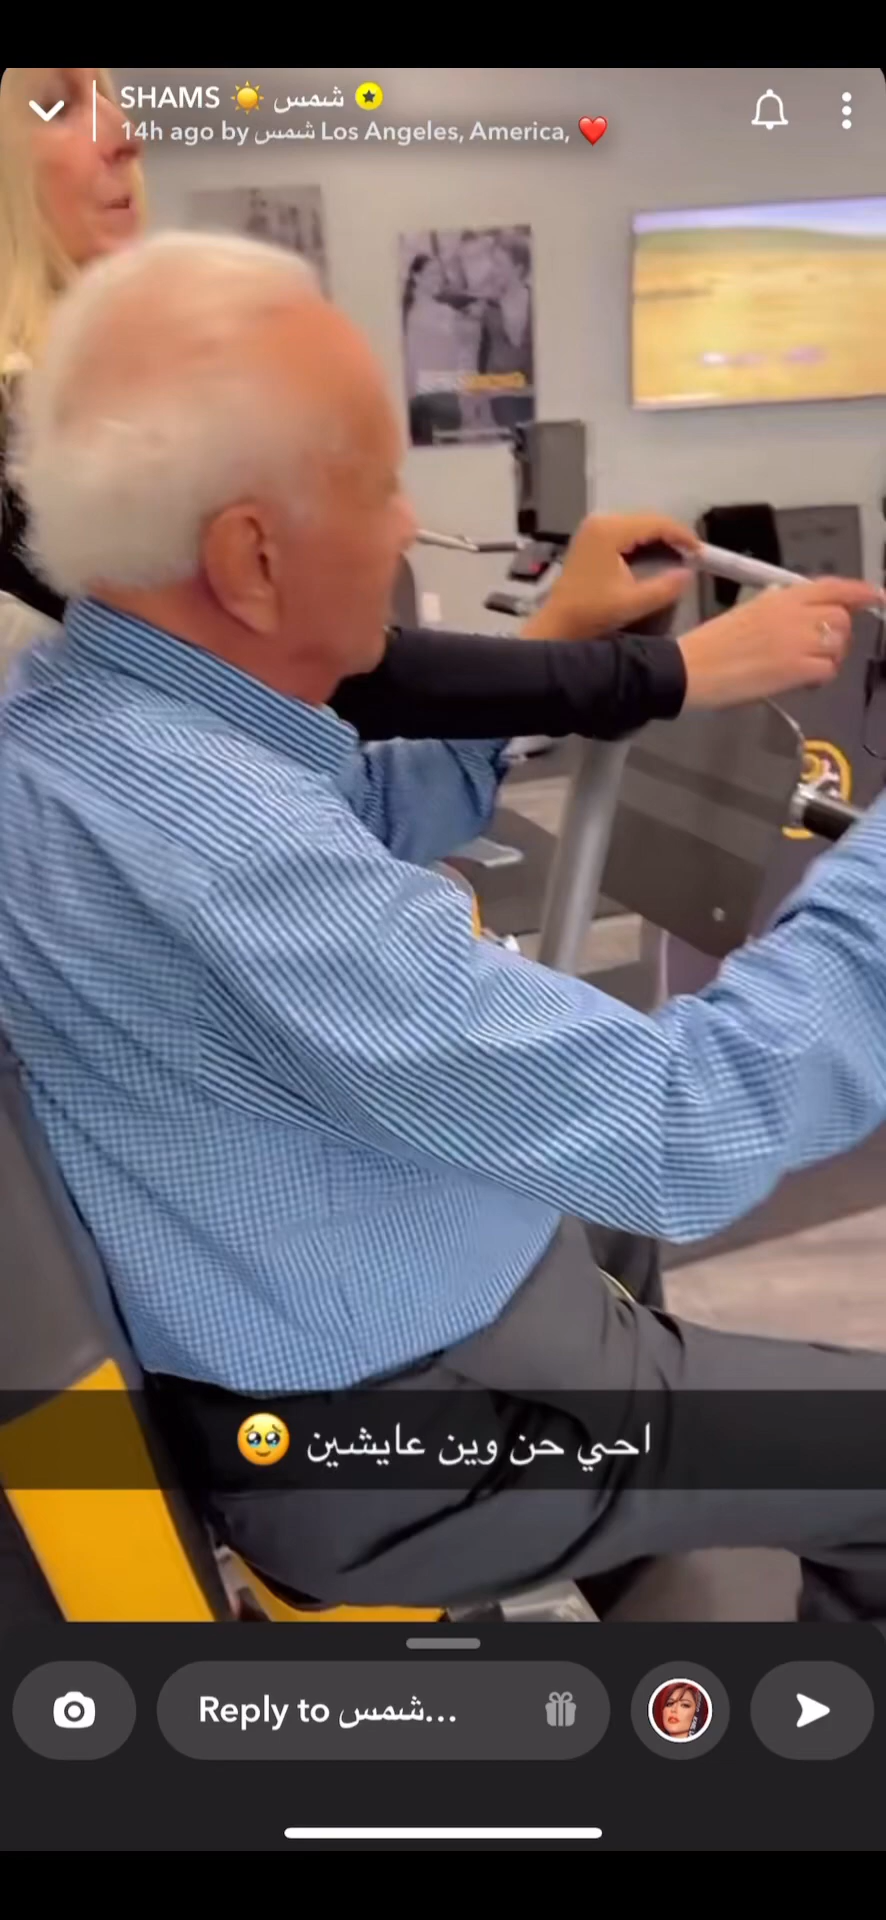 SHAMS ☀️ شمس
14h ago by شمس Los Angeles, America, ❤️
احي حن وين عايشين 🥹
Reply to شمس...